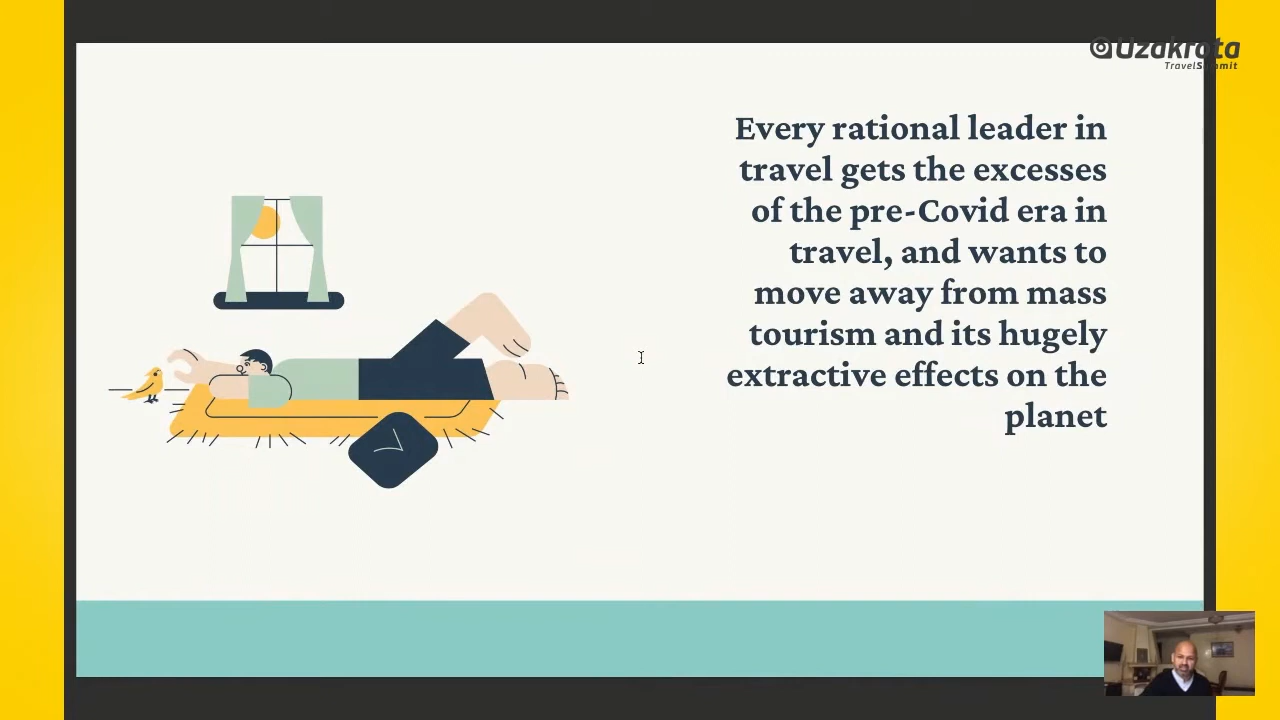 Uzakrota
TravelSummit
Every rational leader in
travel gets the excesses
of the pre-Covid era in
travel, and wants to
move away from mass
tourism and its hugely
extractive effects on the
planet